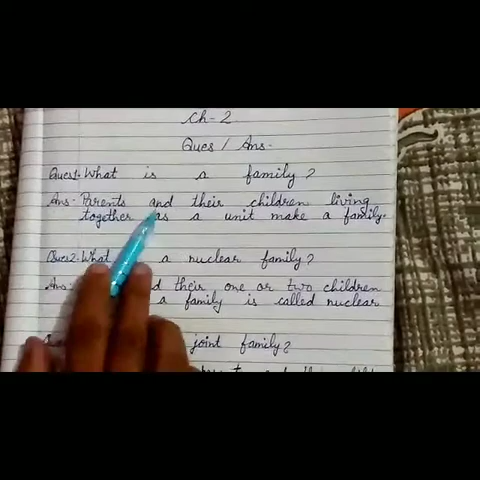 Ch- 2
Ques / Ans-
Ques1- What is a family?
Ans- Parents and their children living
together as a unit make a family.
Ques2- What a nuclear family?
Ans- their one or two children
a family is called nuclear
joint family?